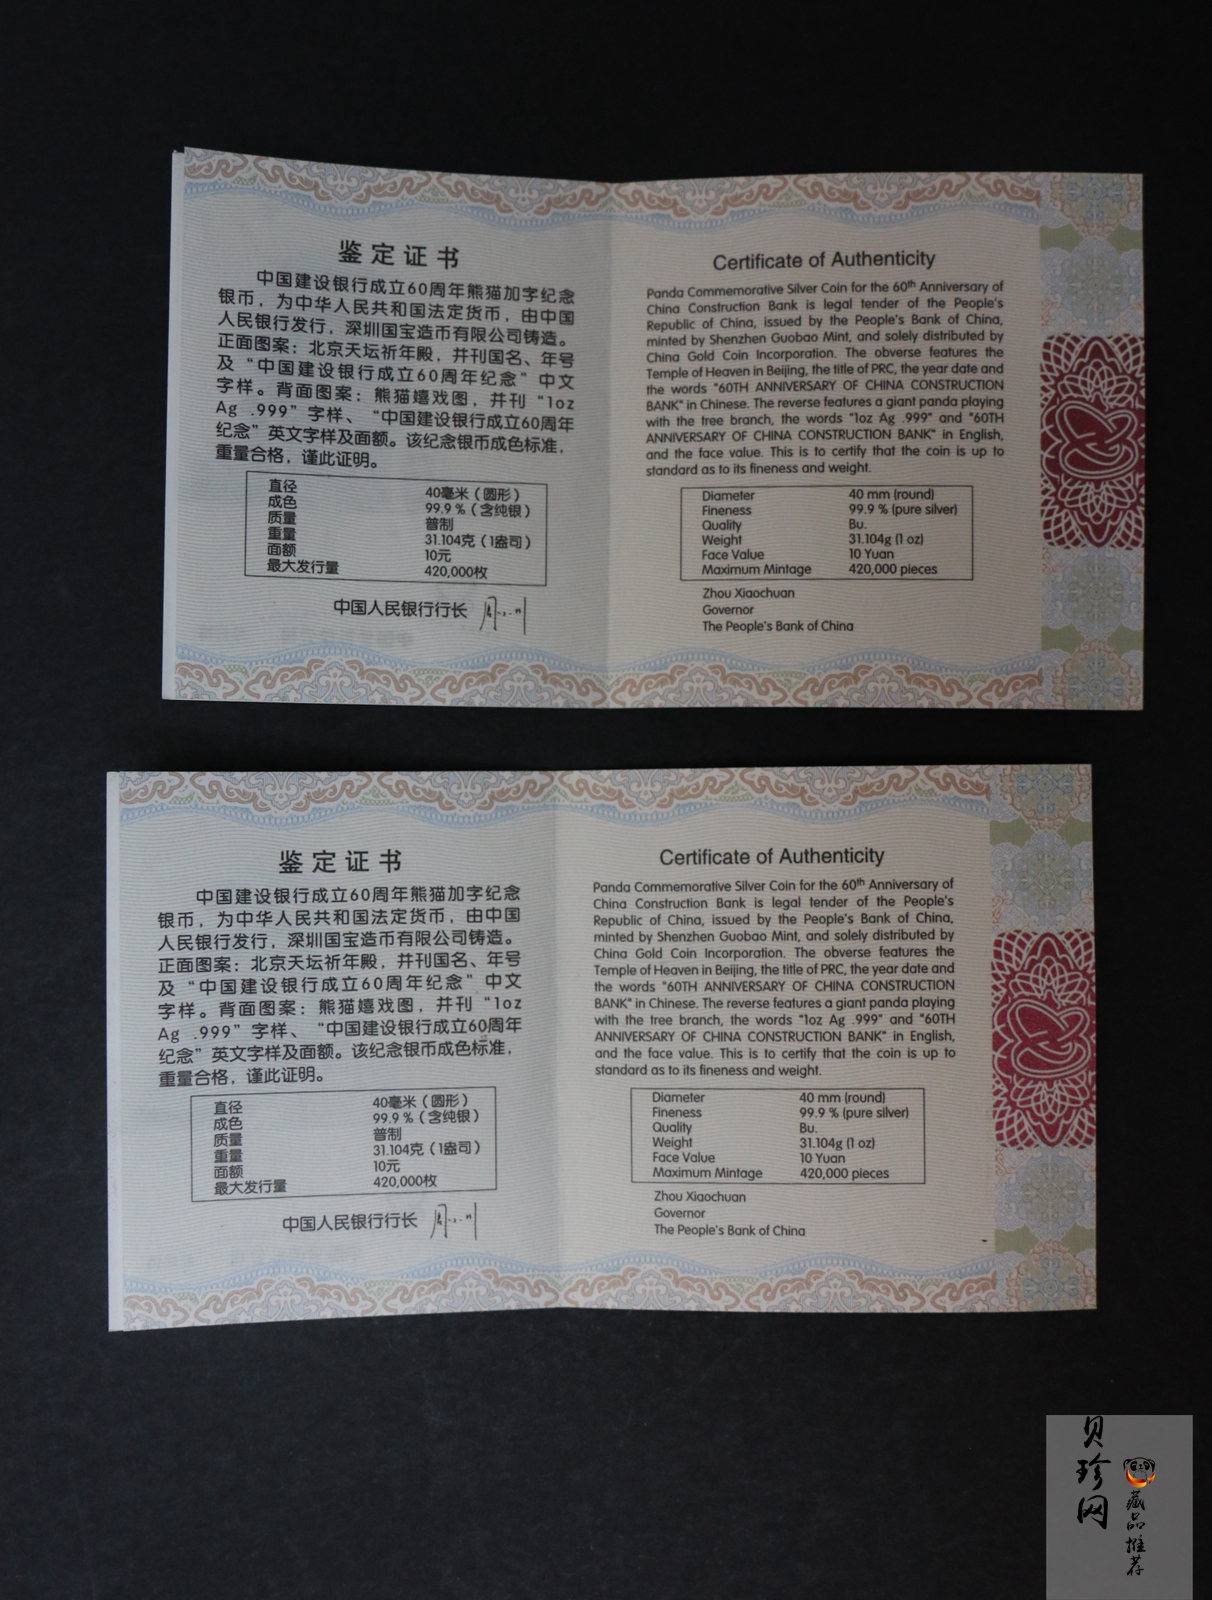 鉴定证书
中国建设银行成立60周年熊猫加字纪念
银币，为中华人民共和国法定货币，由中国
人民银行发行，深圳国宝造币有限公司铸造。
正面图案：北京天坛祈年殿，并刊国名、年号
及“中国建设银行成立60周年纪念”中文
字样。背面图案：熊猫嬉戏图，并刊“1oz
Ag .999”字样、“中国建设银行成立60周年
纪念”英文字样及面额。该纪念银币成色标准，
重量合格，谨此证明。
直径 40毫米（圆形）
成色 99.9 %（含纯银）
质量 普制
重量 31.104克（1盎司）
面额 10元
最大发行量 420,000枚
中国人民银行行长
Certificate of Authenticity
Panda Commemorative Silver Coin for the 60th Anniversary of
China Construction Bank is legal tender of the People's
Republic of China, issued by the People's Bank of China,
minted by Shenzhen Guobao Mint, and solely distributed by
China Gold Coin Incorporation. The obverse features the
Temple of Heaven in Beijing, the title of PRC, the year date and
the words "60TH ANNIVERSARY OF CHINA CONSTRUCTION
BANK" in Chinese. The reverse features a giant panda playing
with the tree branch, the words "1oz Ag .999" and "60TH
ANNIVERSARY OF CHINA CONSTRUCTION BANK" in English,
and the face value. This is to certify that the coin is up to
standard as to its fineness and weight.
Diameter 40 mm (round)
Fineness 99.9 % (pure silver)
Quality Bu.
Weight 31.104g (1 oz)
Face Value 10 Yuan
Maximum Mintage 420,000 pieces
Zhou Xiaochuan
Governor
The People's Bank of China
鉴定证书
中国建设银行成立60周年熊猫加字纪念
银币，为中华人民共和国法定货币，由中国
人民银行发行，深圳国宝造币有限公司铸造。
正面图案：北京天坛祈年殿，并刊国名、年号
及“中国建设银行成立60周年纪念”中文
字样。背面图案：熊猫嬉戏图，并刊“1oz
Ag .999”字样、“中国建设银行成立60周年
纪念”英文字样及面额。该纪念银币成色标准，
重量合格，谨此证明。
直径 40毫米（圆形）
成色 99.9 %（含纯银）
质量 普制
重量 31.104克（1盎司）
面额 10元
最大发行量 420,000枚
中国人民银行行长
Certificate of Authenticity
Panda Commemorative Silver Coin for the 60th Anniversary of
China Construction Bank is legal tender of the People's
Republic of China, issued by the People's Bank of China,
minted by Shenzhen Guobao Mint, and solely distributed by
China Gold Coin Incorporation. The obverse features the
Temple of Heaven in Beijing, the title of PRC, the year date and
the words "60TH ANNIVERSARY OF CHINA CONSTRUCTION
BANK" in Chinese. The reverse features a giant panda playing
with the tree branch, the words "1oz Ag .999" and "60TH
ANNIVERSARY OF CHINA CONSTRUCTION BANK" in English,
and the face value. This is to certify that the coin is up to
standard as to its fineness and weight.
Diameter 40 mm (round)
Fineness 99.9 % (pure silver)
Quality Bu.
Weight 31.104g (1 oz)
Face Value 10 Yuan
Maximum Mintage 420,000 pieces
Zhou Xiaochuan
Governor
The People's Bank of China
贝珍网
藏品推荐